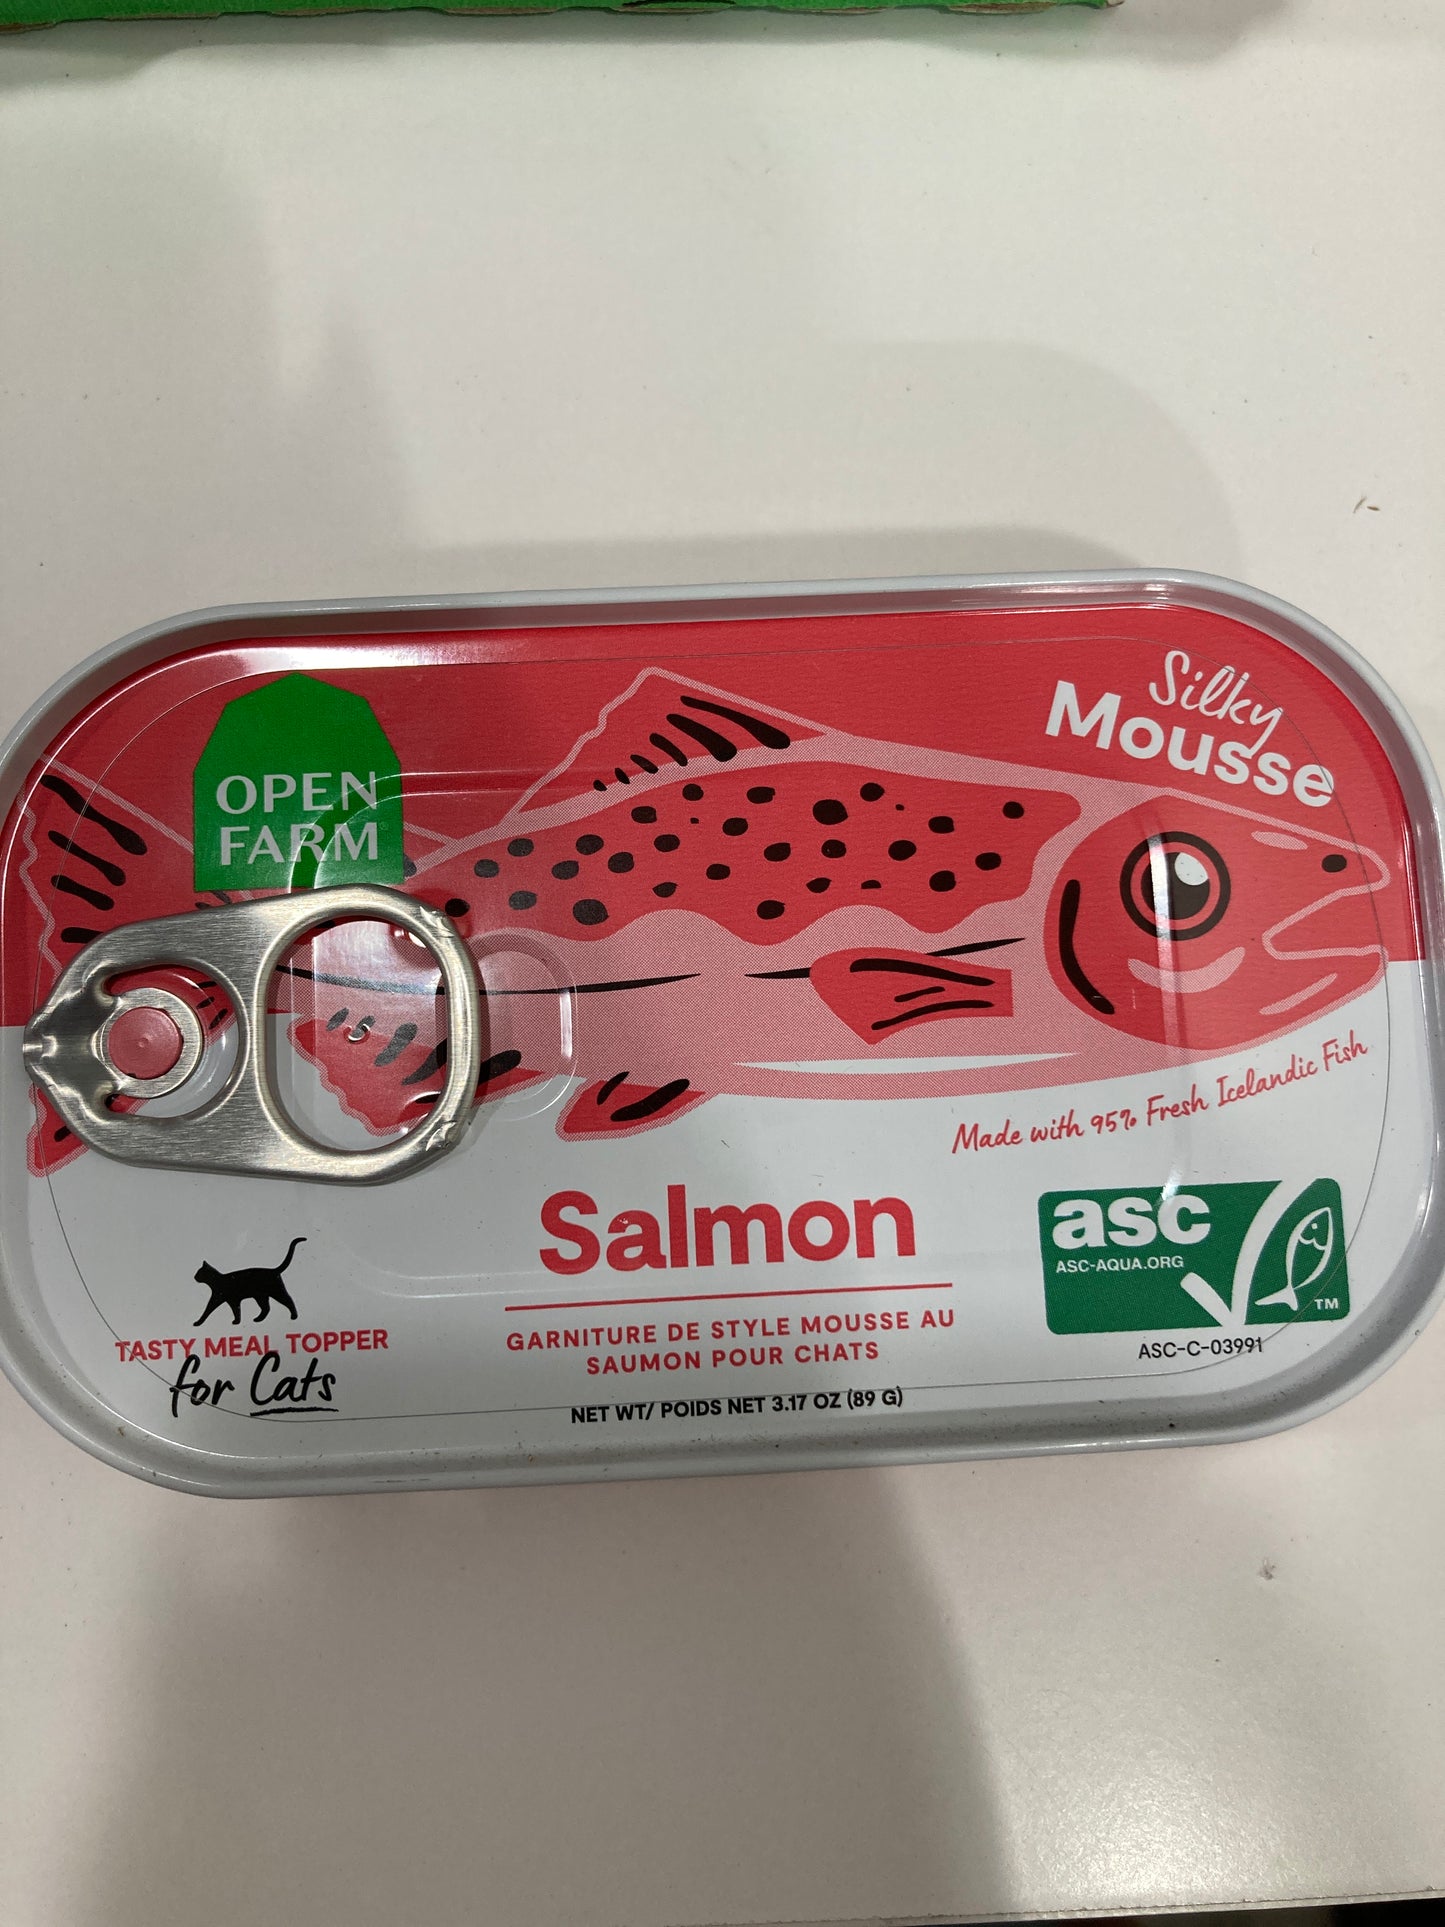 Silky
Mousse
OPEN
FARM
Made with 95% Fresh Icelandic Fish
Salmon
GARNITURE DE STYLE MOUSSE AU
SAUMON POUR CHATS
NET WT/ POIDS NET 3.17 OZ (89 G)
TASTY MEAL TOPPER
for Cats
asc
ASC-AQUA.ORG
TM
ASC-C-03991